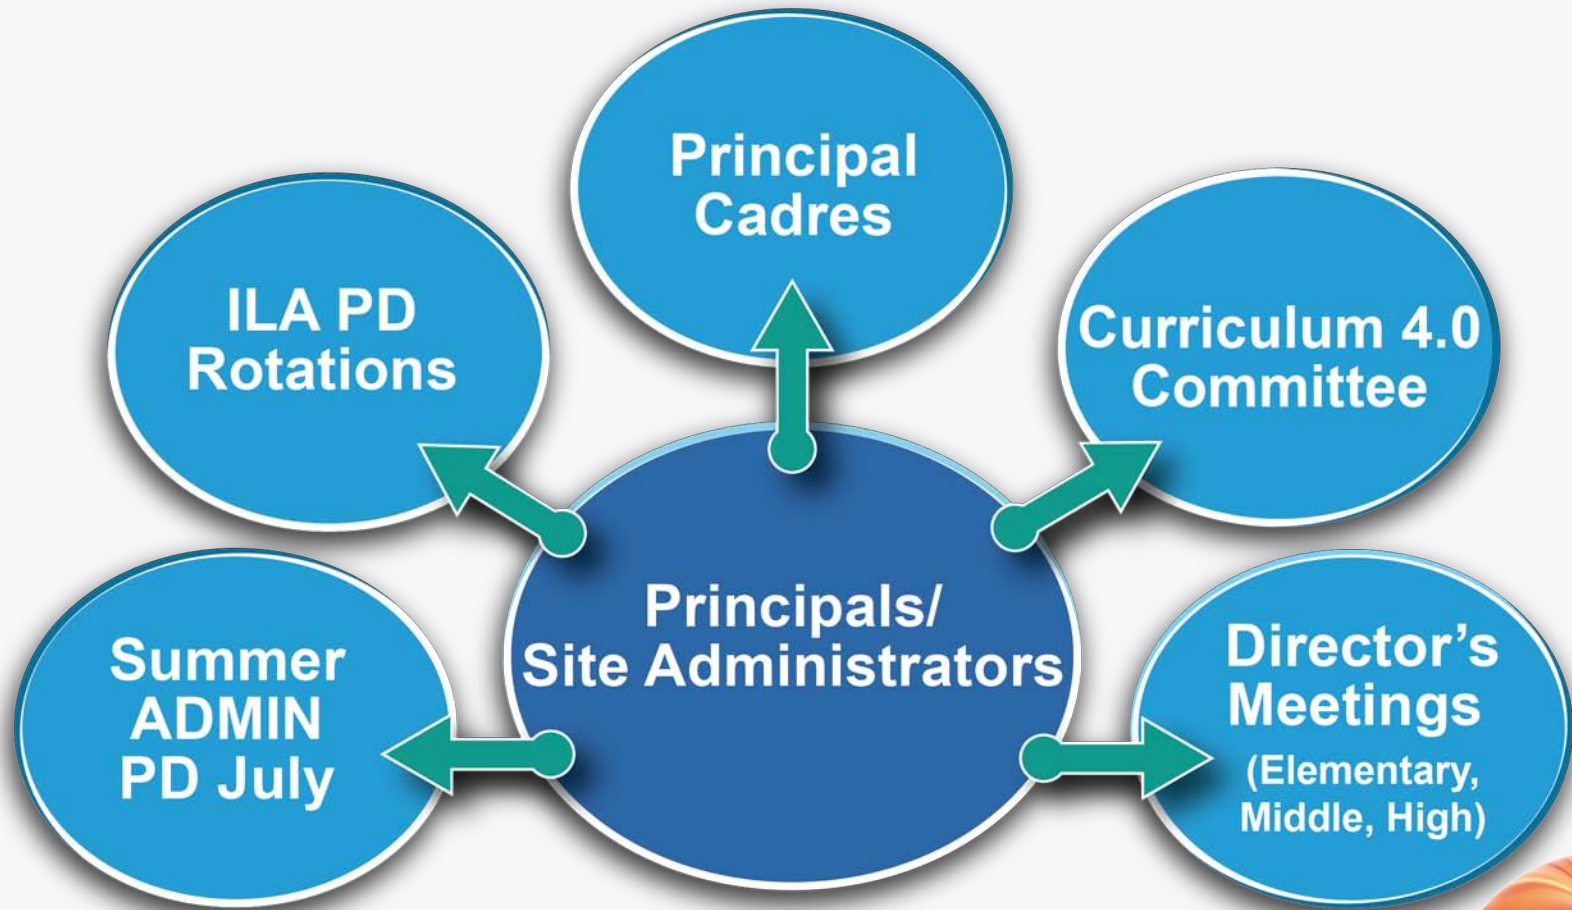 Principal
Cadres
ILA PD
Rotations
Curriculum 4.0
Committee
Principals/
Site Administrators
Summer
ADMIN
PD July
Director’s
Meetings
(Elementary,
Middle, High)